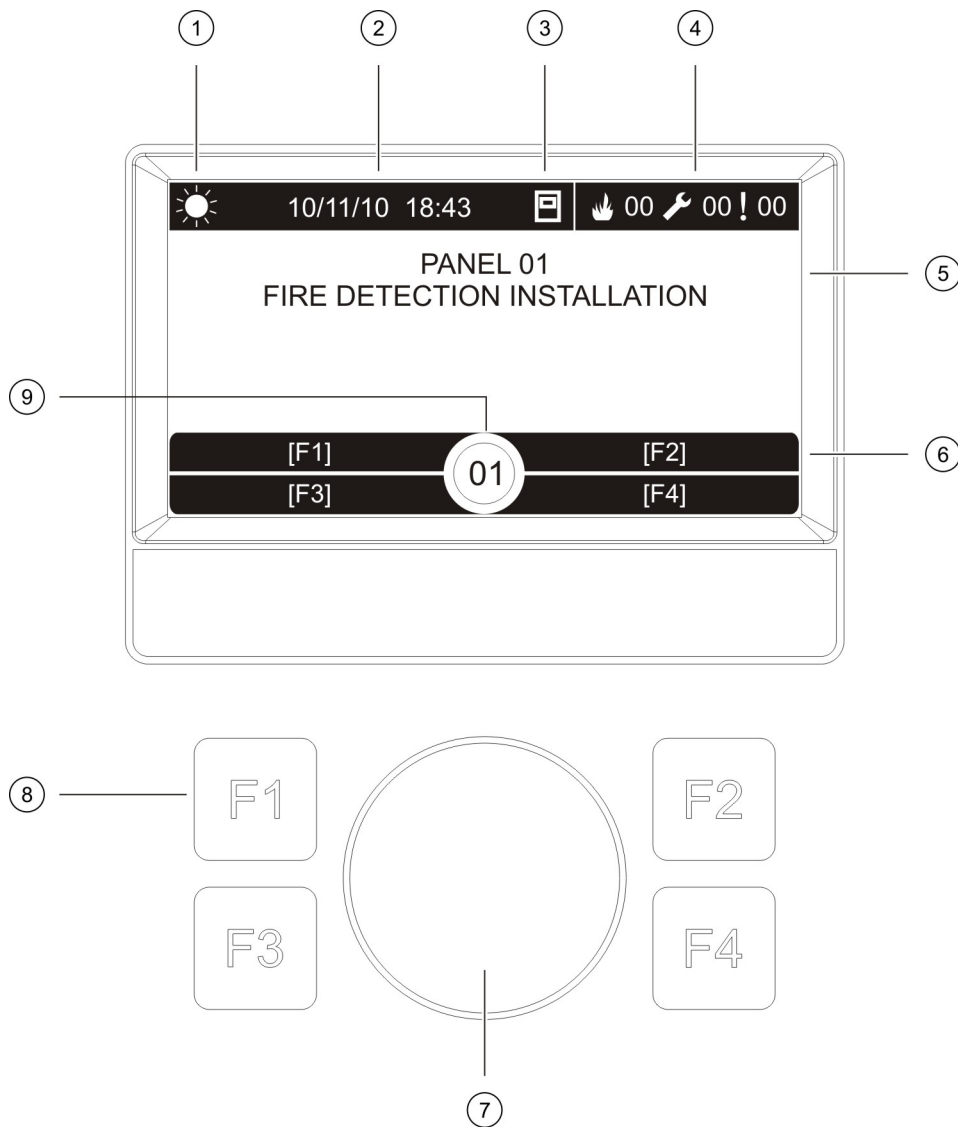 1 2 3 4
10/11/10 18:43 00 00 ! 00
PANEL 01
FIRE DETECTION INSTALLATION
5
9
[F1] [F2]
01
6
[F3] [F4]
8
F1 F2
F3 F4
7